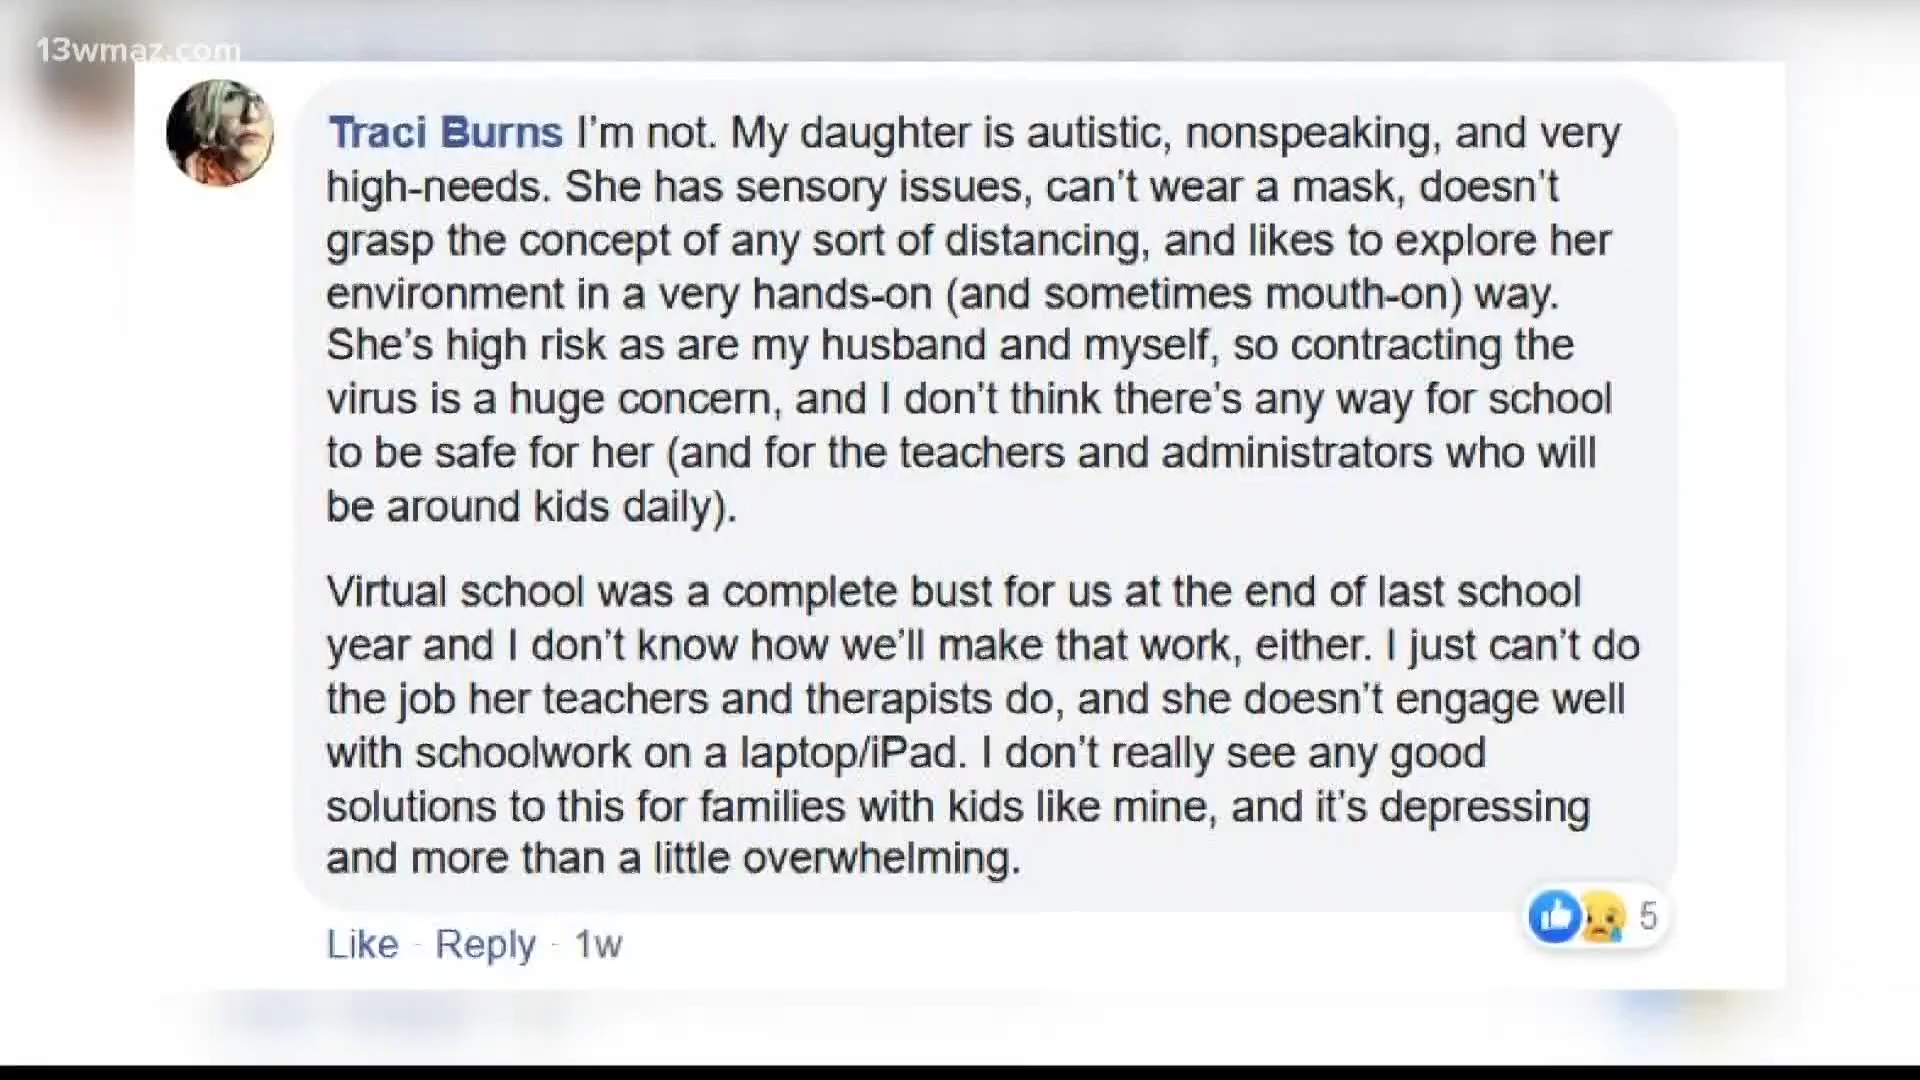 13wmaz.com
Traci Burns I'm not. My daughter is autistic, nonspeaking, and very
high-needs. She has sensory issues, can't wear a mask, doesn't
grasp the concept of any sort of distancing, and likes to explore her
environment in a very hands-on (and sometimes mouth-on) way.
She's high risk as are my husband and myself, so contracting the
virus is a huge concern, and I don't think there's any way for school
to be safe for her (and for the teachers and administrators who will
be around kids daily).
Virtual school was a complete bust for us at the end of last school
year and I don't know how we'll make that work, either. I just can't do
the job her teachers and therapists do, and she doesn't engage well
with schoolwork on a laptop/iPad. I don't really see any good
solutions to this for families with kids like mine, and it's depressing
and more than a little overwhelming.
5
Like · Reply · 1w